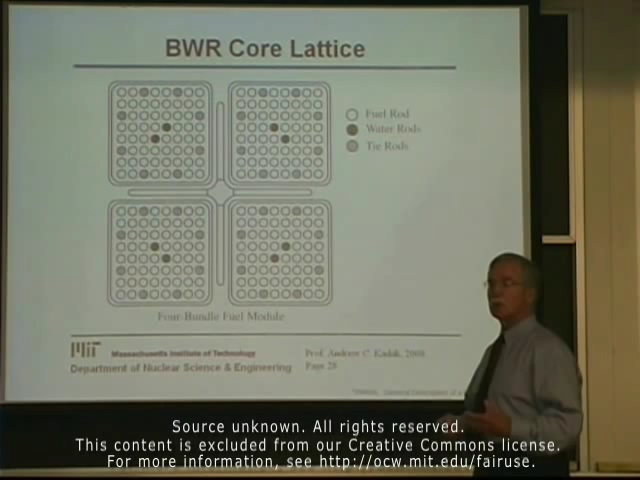 BWR Core Lattice
Fuel Rod
Water Rods
Tie Rods
Four-Bundle Fuel Module
MIT Massachusetts Institute of Technology
Department of Nuclear Science & Engineering
Prof. Andrew C. Kadak, 2008
Page 28
Source unknown. All rights reserved.
This content is excluded from our Creative Commons license.
For more information, see http://ocw.mit.edu/fairuse.